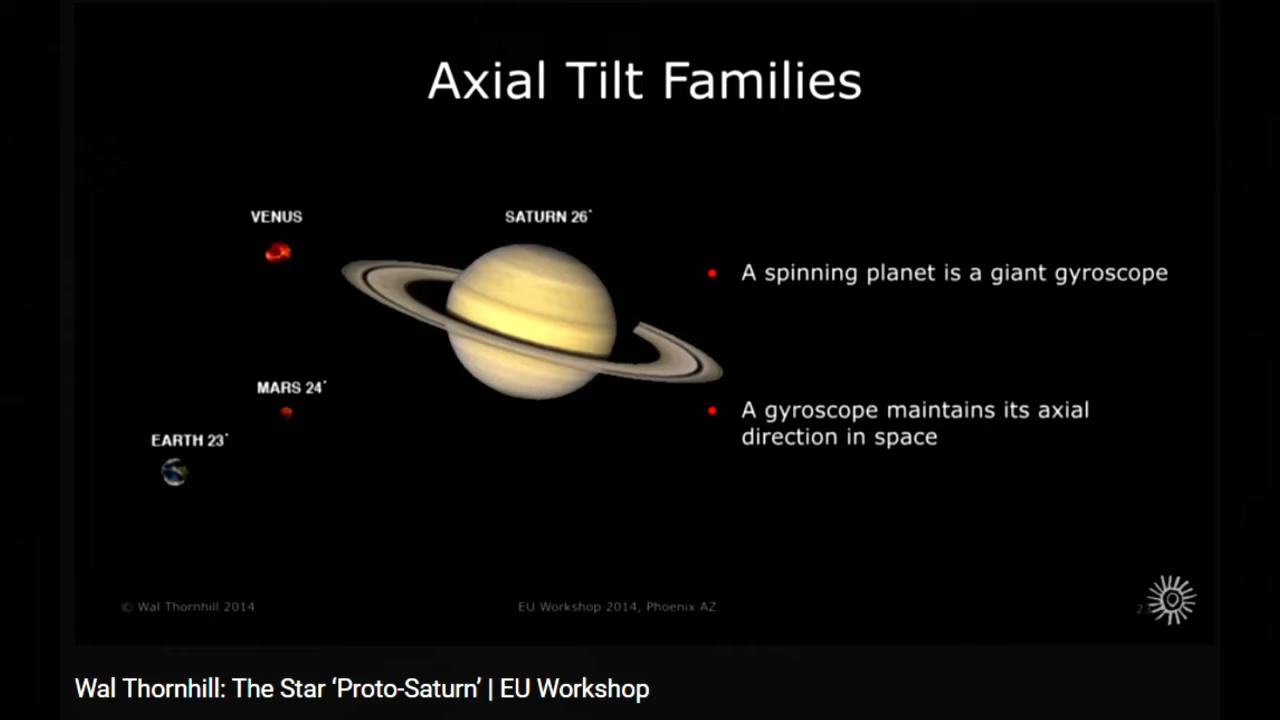 Axial Tilt Families
VENUS
SATURN 26°
A spinning planet is a giant gyroscope
MARS 24°
A gyroscope maintains its axial
direction in space
EARTH 23°
© Wal Thornhill 2014
EU Workshop 2014, Phoenix AZ
Wal Thornhill: The Star ‘Proto-Saturn’ | EU Workshop